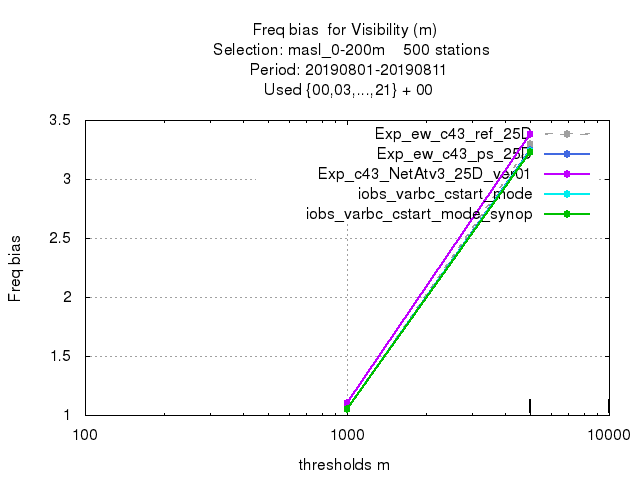 Freq bias for Visibility (m)
Selection: masl_0-200m 500 stations
Period: 20190801-20190811
Used {00,03,...,21} + 00
3.5
3
2.5
2
1.5
1
Freq bias
Exp_ew_c43_ref_25D
Exp_ew_c43_ps_25D
Exp_c43_NetAtv3_25D_ver01
iobs_varbc_cstart_mode
iobs_varbc_cstart_mode_synop
100
1000
10000
thresholds m